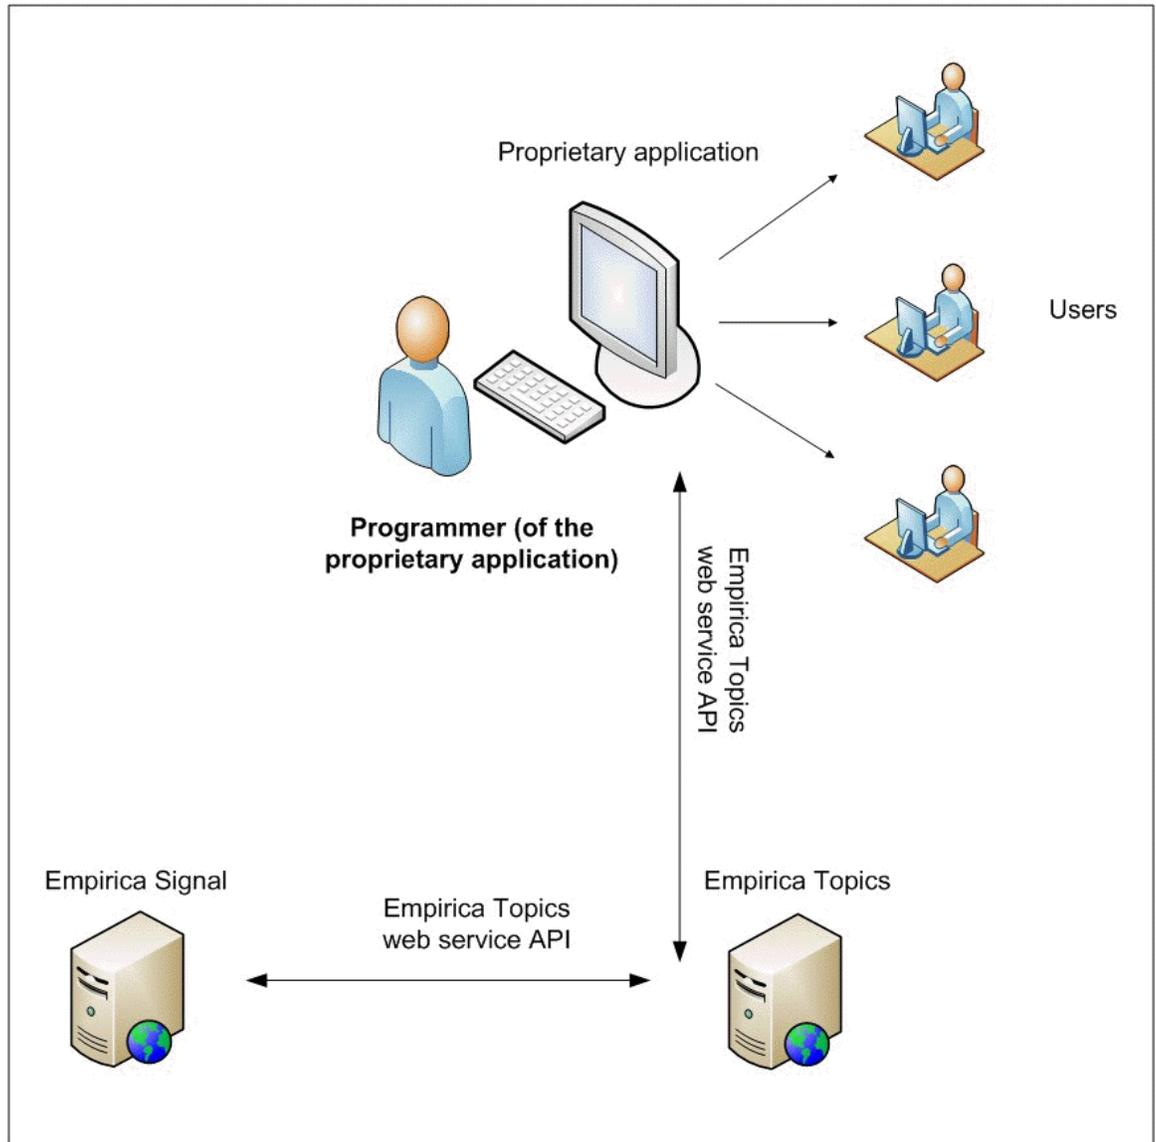 Proprietary application
Users
Programmer (of the
proprietary application)
Empirica Topics
web service API
Empirica Signal
Empirica Topics
web service API
Empirica Topics